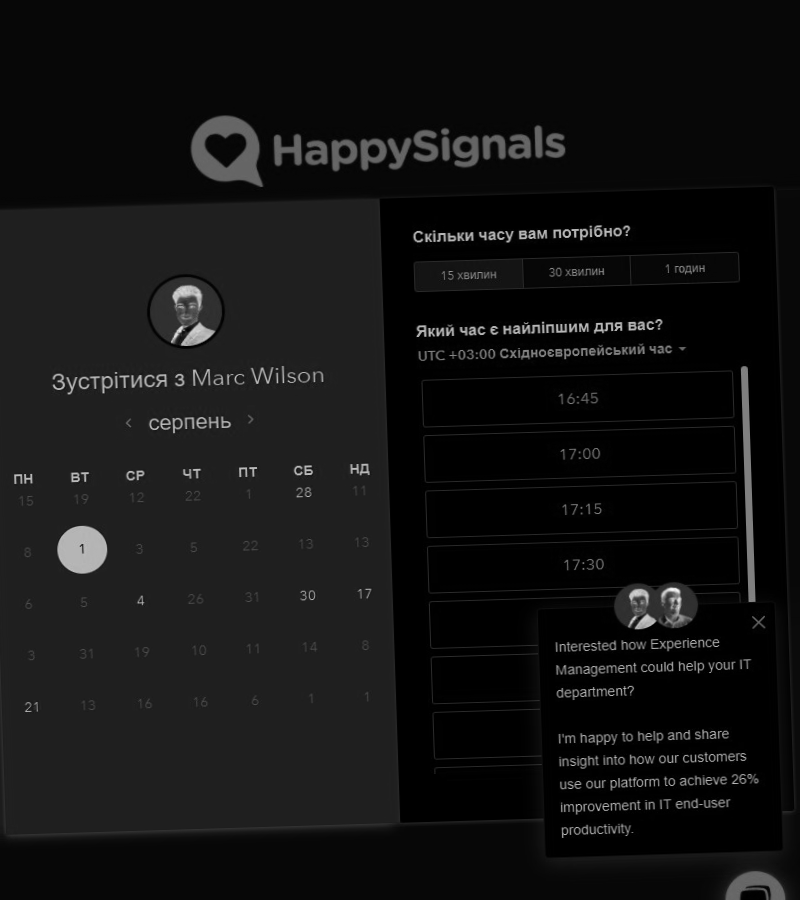 HappySignals
Зустрітися з Marc Wilson
серпень
ПН ВТ СР ЧТ ПТ СБ НД
15 19 12 22 1 28 11
8 1 3 5 22 13 13
6 5 4 26 31 30 17
3 31 19 10 11 14 8
21 13 16 16 6 1 1
Скільки часу вам потрібно?
15 хвилин 30 хвилин 1 годин
Який час є найліпшим для вас?
UTC +03:00 Східноєвропейський час
16:45
17:00
17:15
17:30
Interested how Experience
Management could help your IT
department?
I'm happy to help and share
insight into how our customers
use our platform to achieve 26%
improvement in IT end-user
productivity.